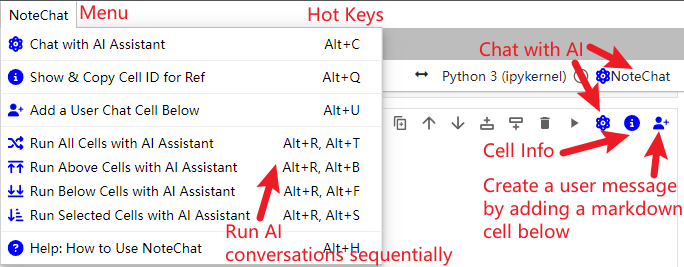 NoteChat Menu Hot Keys
Chat with AI Assistant Alt+C
Show & Copy Cell ID for Ref Alt+Q
Add a User Chat Cell Below Alt+U
Run All Cells with AI Assistant Alt+R, Alt+T
Run Above Cells with AI Assistant Alt+R, Alt+B
Run Below Cells with AI Assistant Alt+R, Alt+F
Run Selected Cells with AI Assistant Alt+R, Alt+S
Help: How to Use NoteChat Alt+H
Run AI
conversations sequentially
Chat with AI
Python 3 (ipykernel) NoteChat
Cell Info
Create a user message
by adding a markdown
cell below